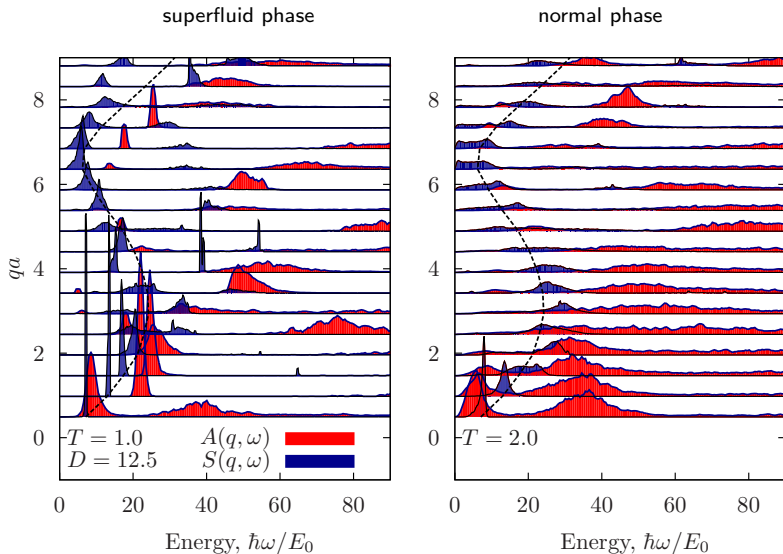 superfluid phase
normal phase
qa
8
6
4
2
0
T = 1.0
D = 12.5
A(q, ω)
S(q, ω)
T = 2.0
8
6
4
2
0
0 20 40 60 80
0 20 40 60 80
Energy, ħω/E₀
Energy, ħω/E₀